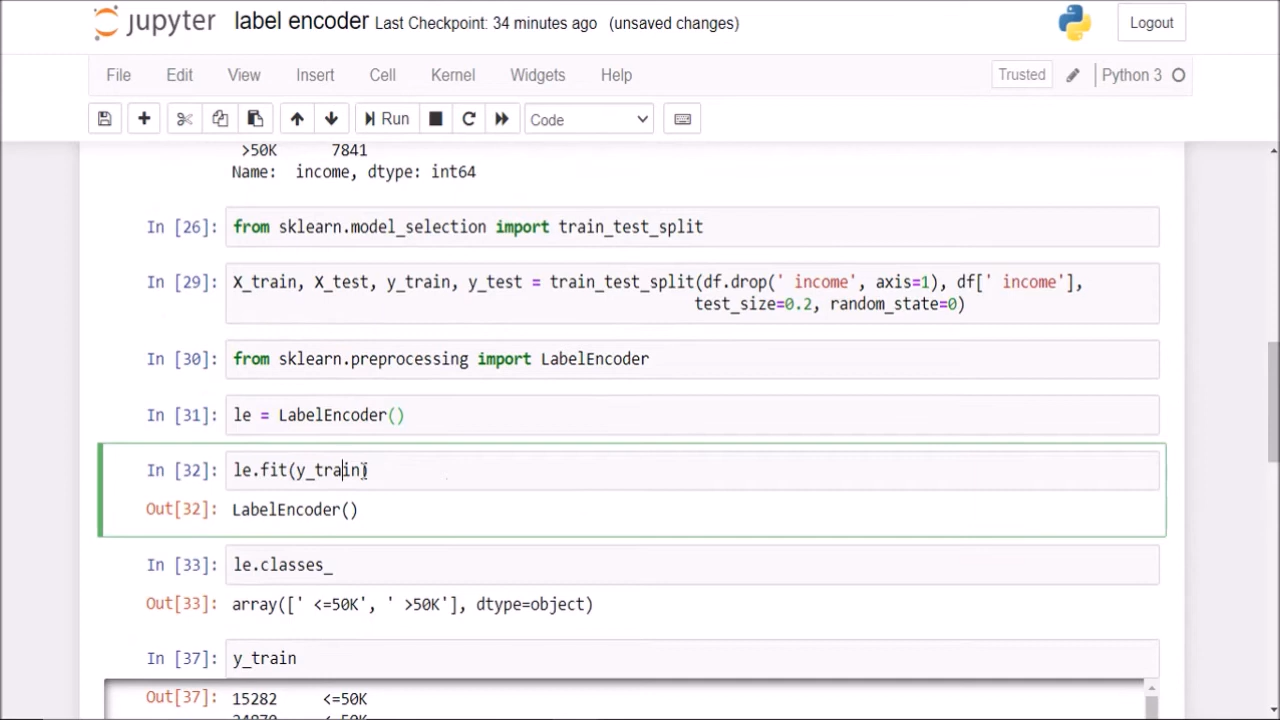 jupyter label encoder Last Checkpoint: 34 minutes ago (unsaved changes) Logout
File Edit View Insert Cell Kernel Widgets Help Trusted Python 3
Run Code
>50K 7841
Name: income, dtype: int64
In [26]: from sklearn.model_selection import train_test_split
In [29]: X_train, X_test, y_train, y_test = train_test_split(df.drop(' income', axis=1), df[' income'],
test_size=0.2, random_state=0)
In [30]: from sklearn.preprocessing import LabelEncoder
In [31]: le = LabelEncoder()
In [32]: le.fit(y_train)
Out[32]: LabelEncoder()
In [33]: le.classes_
Out[33]: array([' <=50K', ' >50K'], dtype=object)
In [37]: y_train
Out[37]: 15282 <=50K